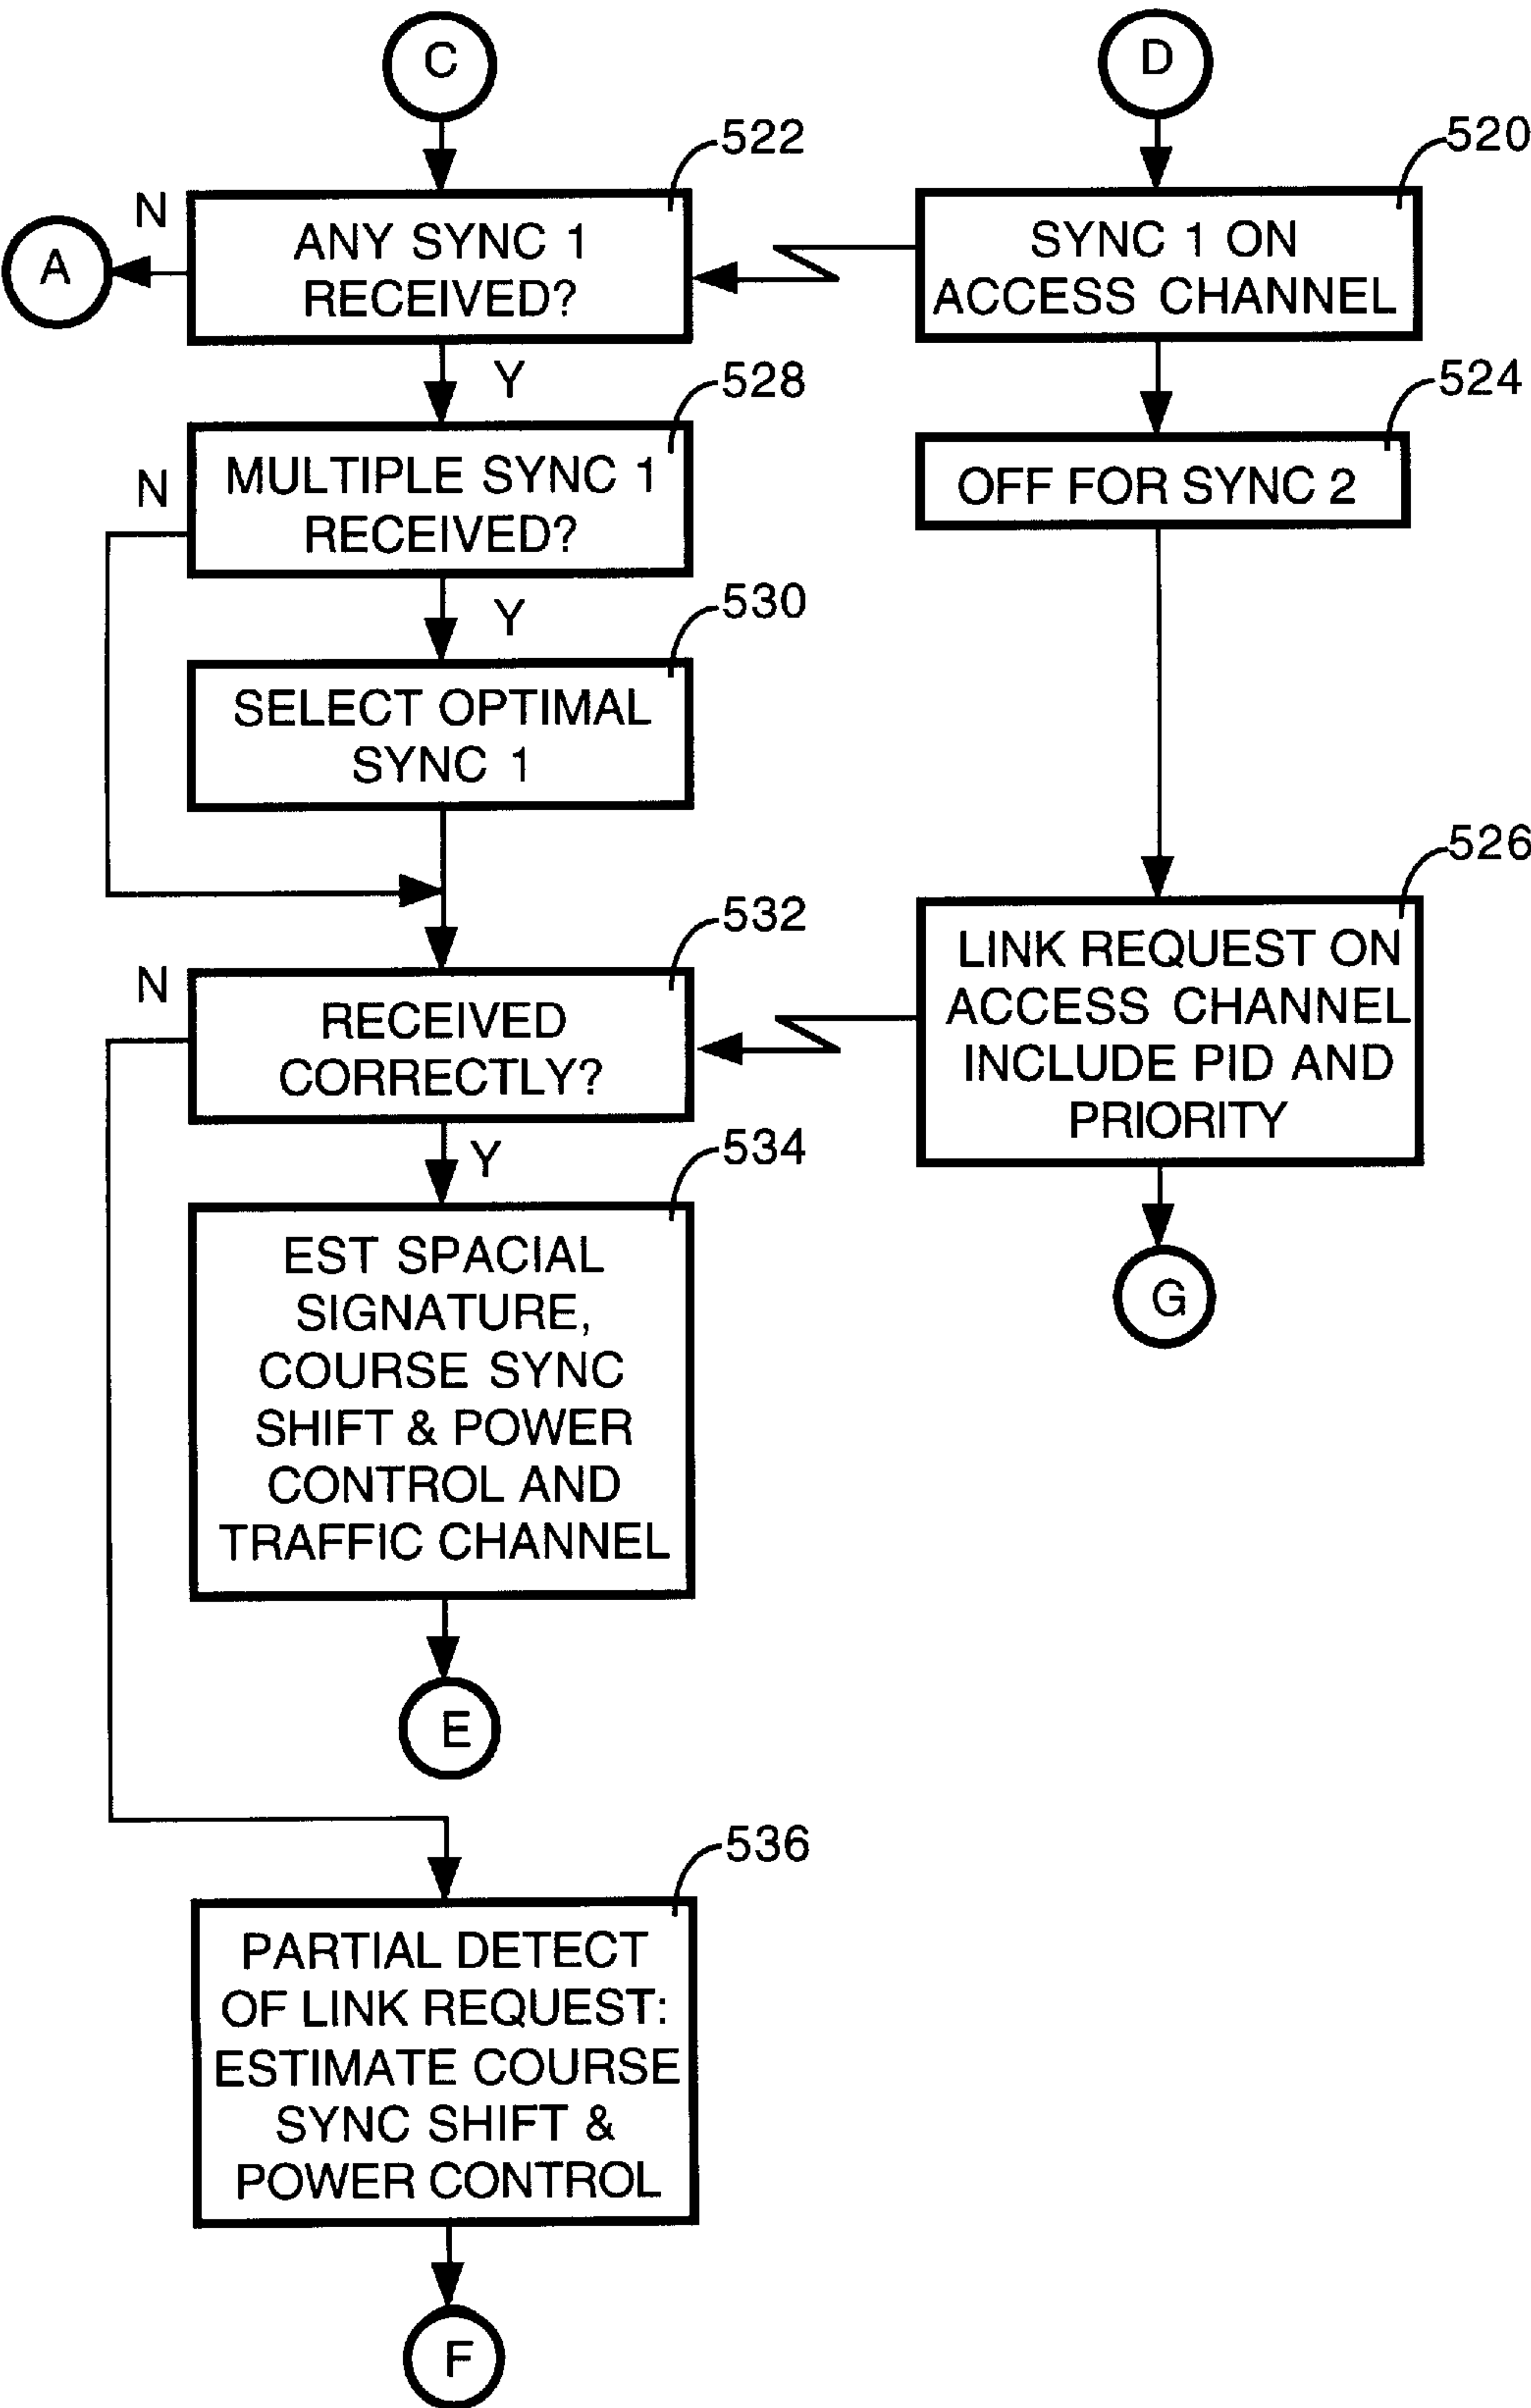 C
D
522
520
N
A
ANY SYNC 1
RECEIVED?
SYNC 1 ON
ACCESS CHANNEL
Y
528
524
N
MULTIPLE SYNC 1
RECEIVED?
OFF FOR SYNC 2
Y
530
SELECT OPTIMAL
SYNC 1
526
532
N
RECEIVED
CORRECTLY?
LINK REQUEST ON
ACCESS CHANNEL
INCLUDE PID AND
PRIORITY
Y
534
EST SPACIAL
SIGNATURE,
COURSE SYNC
SHIFT & POWER
CONTROL AND
TRAFFIC CHANNEL
G
E
536
PARTIAL DETECT
OF LINK REQUEST:
ESTIMATE COURSE
SYNC SHIFT &
POWER CONTROL
F